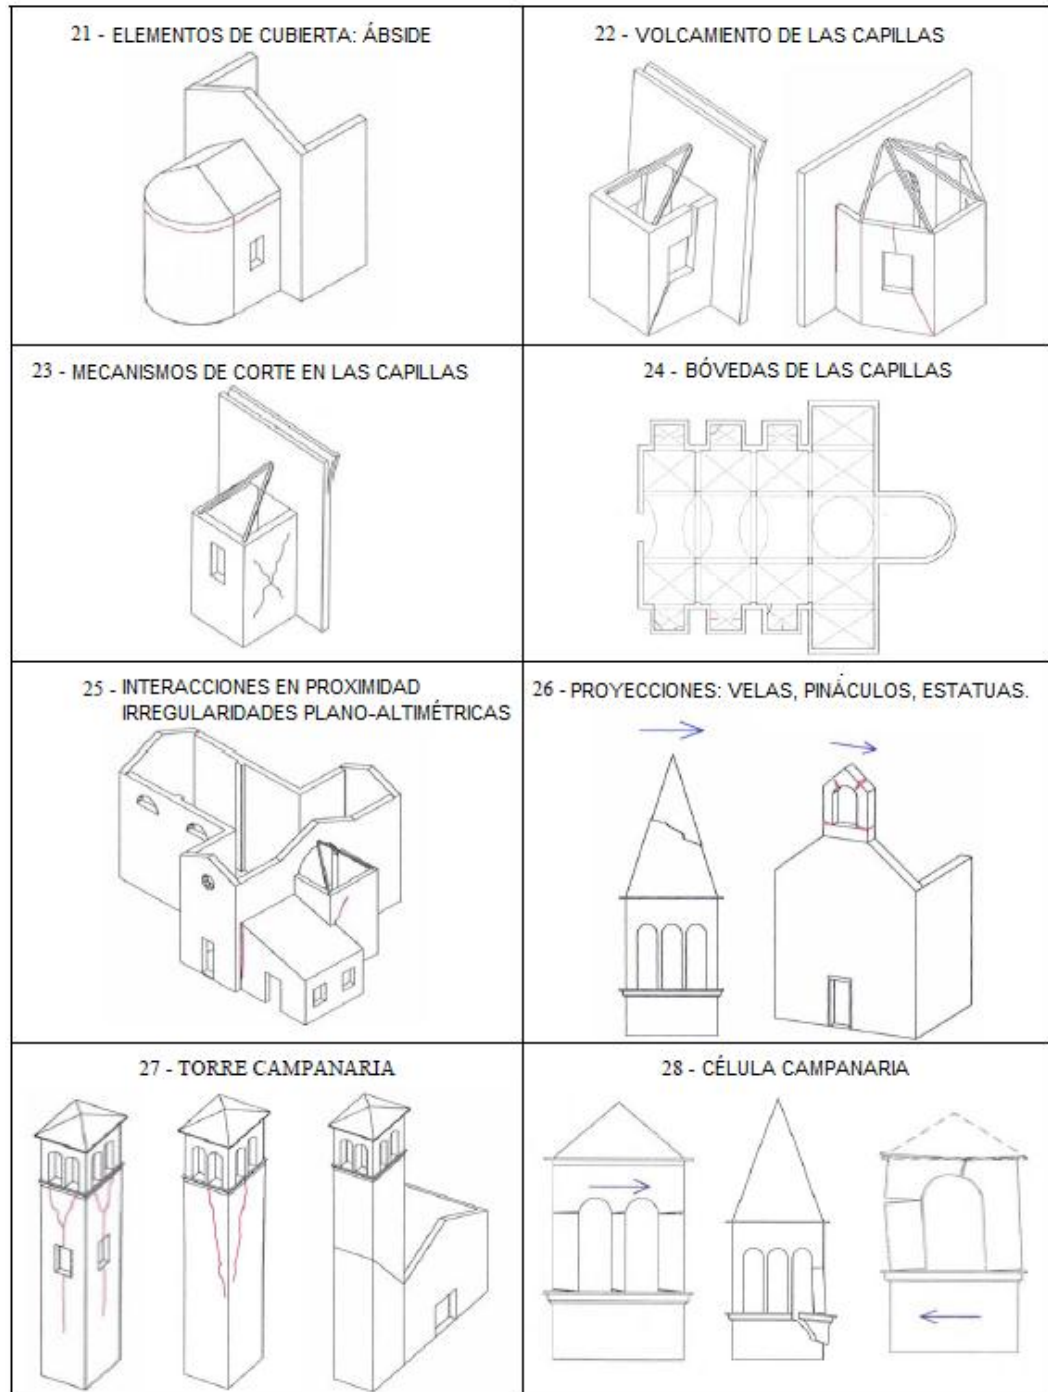 21 - ELEMENTOS DE CUBIERTA: ÁBSIDE
22 - VOLCAMIENTO DE LAS CAPILLAS
23 - MECANISMOS DE CORTE EN LAS CAPILLAS
24 - BÓVEDAS DE LAS CAPILLAS
25 - INTERACCIONES EN PROXIMIDAD
IRREGULARIDADES PLANO-ALTIMÉTRICAS
26 - PROYECCIONES: VELAS, PINÁCULOS, ESTATUAS.
27 - TORRE CAMPANARIA
28 - CÉLULA CAMPANARIA